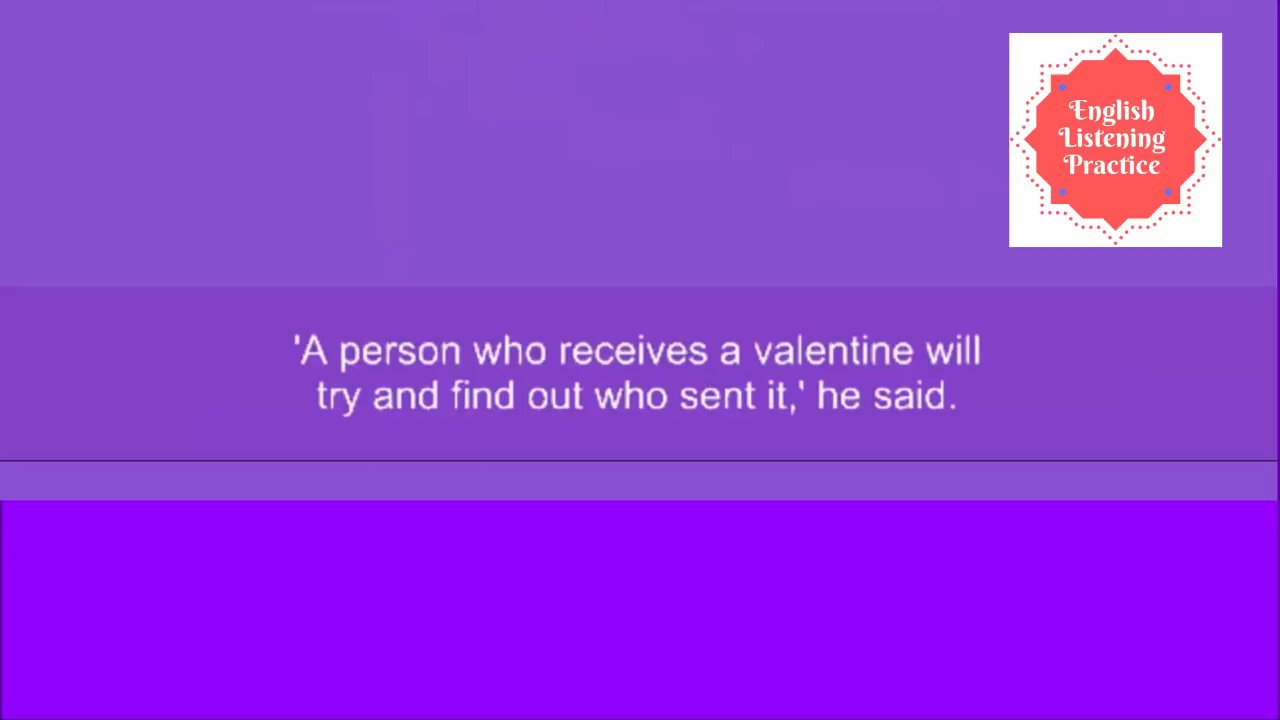 English
Listening
Practice
'A person who receives a valentine will
try and find out who sent it,' he said.